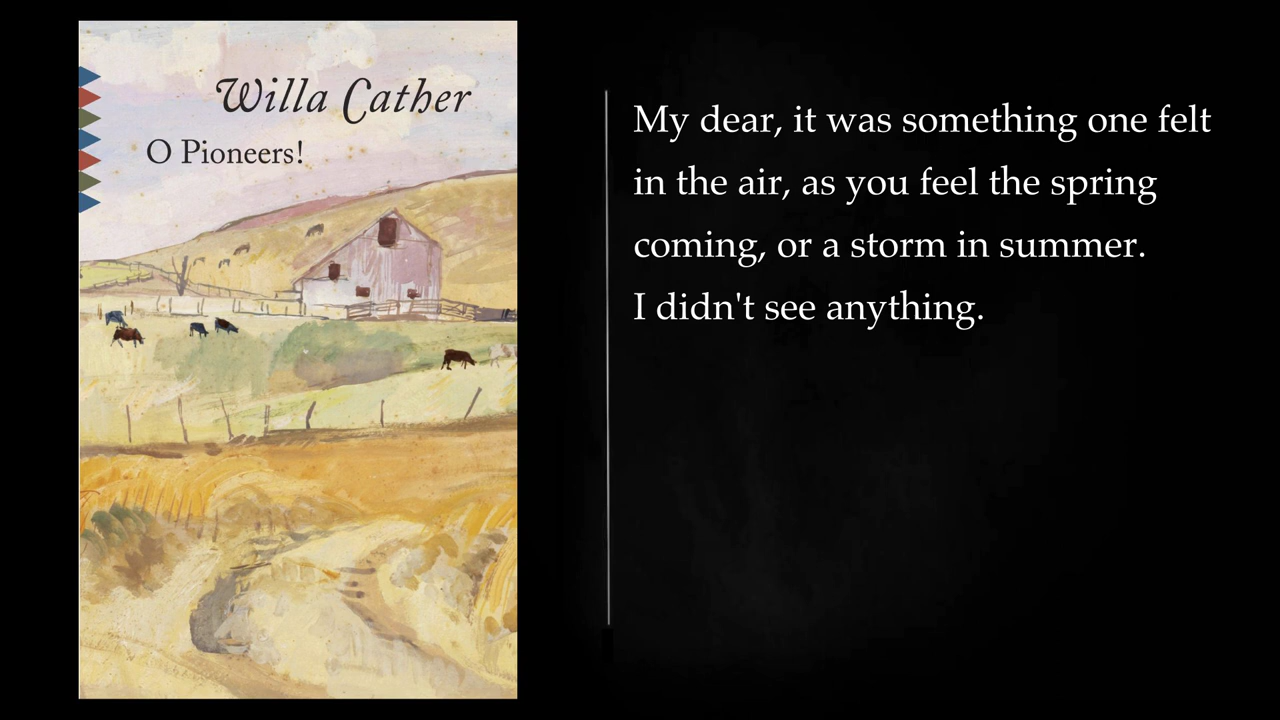 Willa Cather
O Pioneers!
My dear, it was something one felt
in the air, as you feel the spring
coming, or a storm in summer.
I didn't see anything.